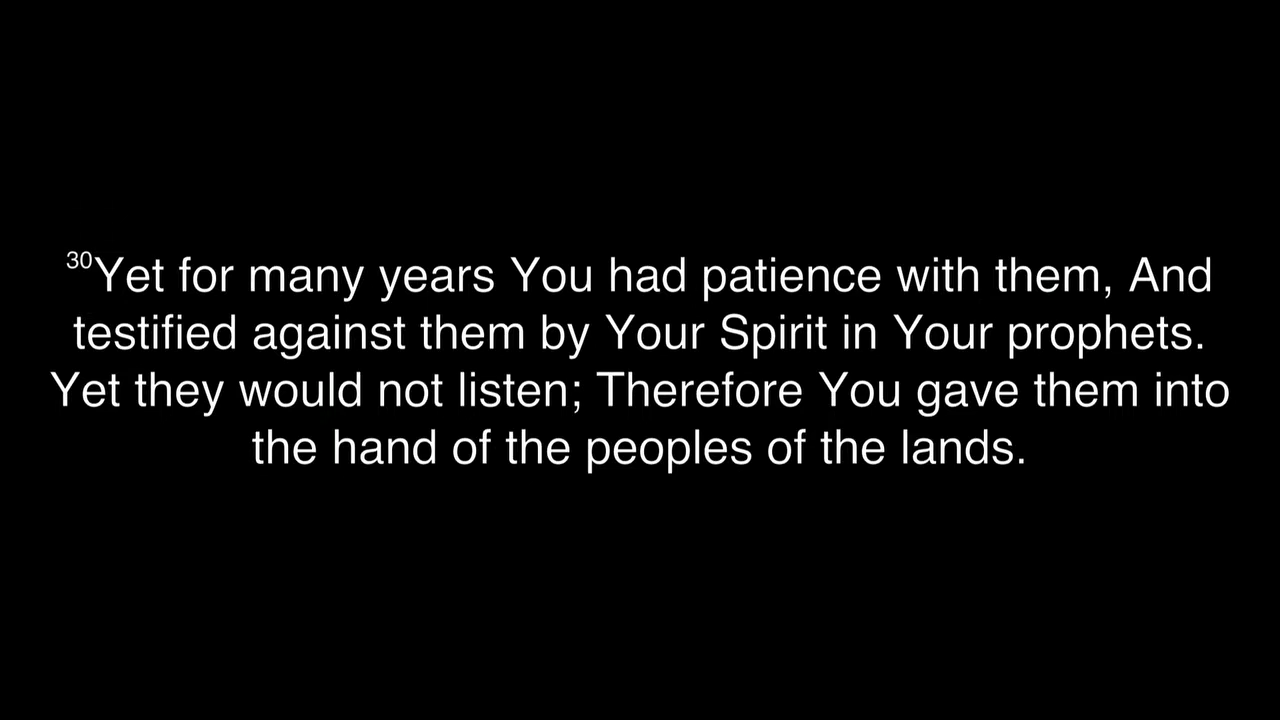 30Yet for many years You had patience with them, And
testified against them by Your Spirit in Your prophets.
Yet they would not listen; Therefore You gave them into
the hand of the peoples of the lands.